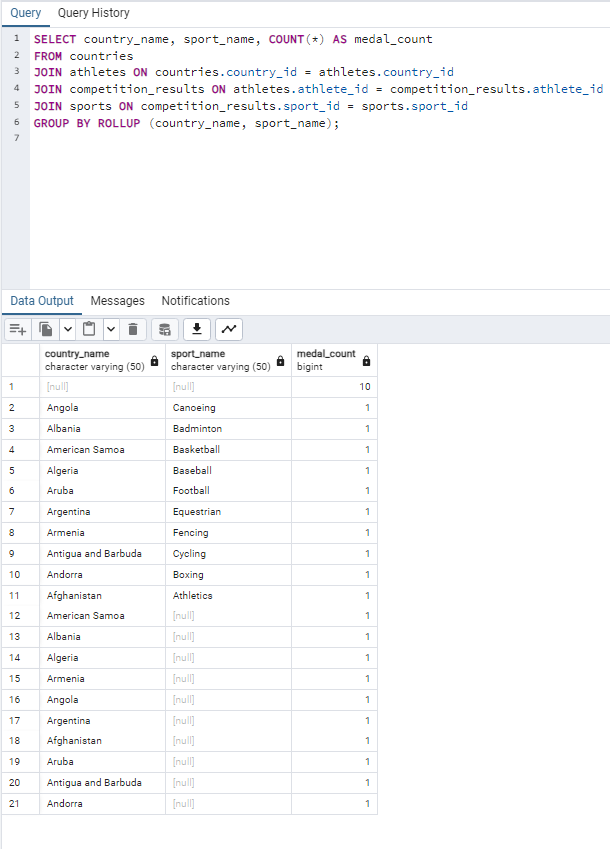 Query Query History
1 SELECT country_name, sport_name, COUNT(*) AS medal_count
2 FROM countries
3 JOIN athletes ON countries.country_id = athletes.country_id
4 JOIN competition_results ON athletes.athlete_id = competition_results.athlete_id
5 JOIN sports ON competition_results.sport_id = sports.sport_id
6 GROUP BY ROLLUP (country_name, sport_name);
7
Data Output Messages Notifications
country_name sport_name medal_count
character varying (50) character varying (50) bigint
1 [null] [null] 10
2 Angola Canoeing 1
3 Albania Badminton 1
4 American Samoa Basketball 1
5 Algeria Baseball 1
6 Aruba Football 1
7 Argentina Equestrian 1
8 Armenia Fencing 1
9 Antigua and Barbuda Cycling 1
10 Andorra Boxing 1
11 Afghanistan Athletics 1
12 American Samoa [null] 1
13 Albania [null] 1
14 Algeria [null] 1
15 Armenia [null] 1
16 Angola [null] 1
17 Argentina [null] 1
18 Afghanistan [null] 1
19 Aruba [null] 1
20 Antigua and Barbuda [null] 1
21 Andorra [null] 1